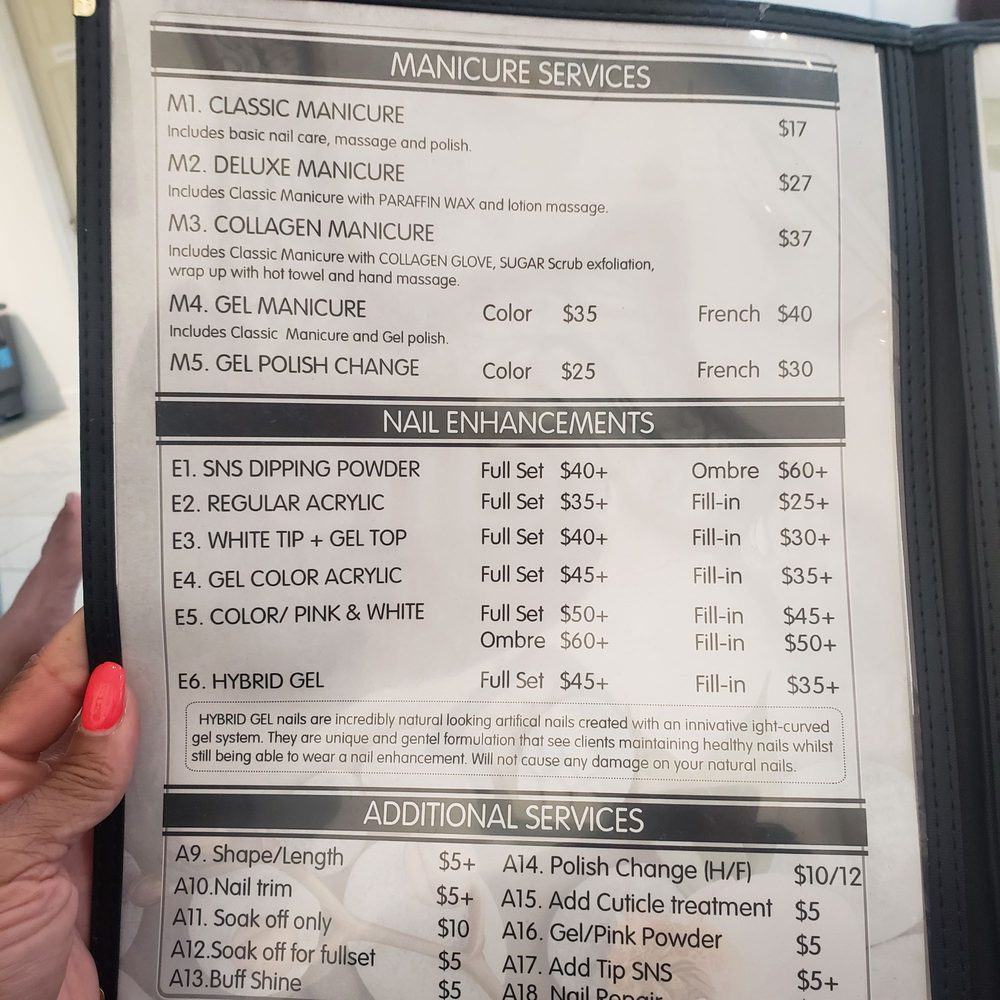 MANICURE SERVICES
M1. CLASSIC MANICURE $17
Includes basic nail care, massage and polish.
M2. DELUXE MANICURE $27
Includes Classic Manicure with PARAFFIN WAX and lotion massage.
M3. COLLAGEN MANICURE $37
Includes Classic Manicure with COLLAGEN GLOVE, SUGAR Scrub exfoliation,
wrap up with hot towel and hand massage.
M4. GEL MANICURE Color $35 French $40
Includes Classic Manicure and Gel polish.
M5. GEL POLISH CHANGE Color $25 French $30
NAIL ENHANCEMENTS
E1. SNS DIPPING POWDER Full Set $40+ Ombre $60+
E2. REGULAR ACRYLIC Full Set $35+ Fill-in $25+
E3. WHITE TIP + GEL TOP Full Set $40+ Fill-in $30+
E4. GEL COLOR ACRYLIC Full Set $45+ Fill-in $35+
E5. COLOR/ PINK & WHITE Full Set $50+ Fill-in $45+
Ombre $60+ Fill-in $50+
E6. HYBRID GEL Full Set $45+ Fill-in $35+
HYBRID GEL nails are incredibly natural looking artifical nails created with an innivative ight-curved
gel system. They are unique and gentel formulation that see clients maintaining healthy nails whilst
still being able to wear a nail enhancement. Will not cause any damage on your natural nails.
ADDITIONAL SERVICES
A9. Shape/Length $5+ A14. Polish Change (H/F) $10/12
A10.Nail trim $5+ A15. Add Cuticle treatment $5
A11. Soak off only $10 A16. Gel/Pink Powder $5
A12.Soak off for fullset $5 A17. Add Tip SNS $5+
A13.Buff Shine $5 A18. Nail Repair